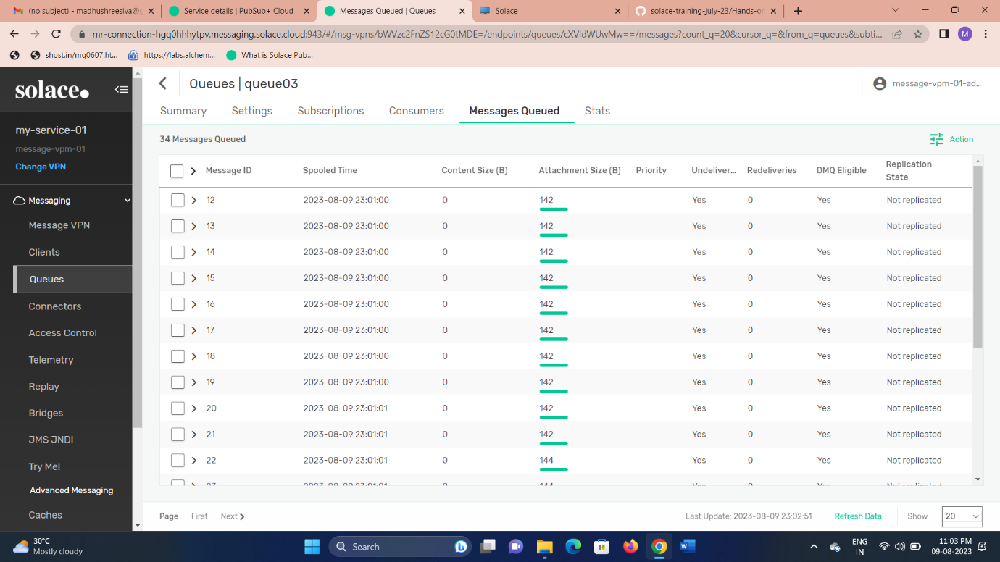 (no subject) - madhushreesiva@g
Service details | PubSub+ Cloud
Messages Queued | Queues
Solace
solace-training-july-23/Hands-on
mr-connection-hgq0hhhytpv.messaging.solace.cloud:943/#/msg-vpns/bWVzc2FnZS12cG0tMDE=/endpoints/queues/cXVldWUwMw==/messages?count_q=20&cursor_q=&from_q=queues&subti...
M
shost.in/mq0607.ht...
https://labs.alchem...
What is Solace Pub...
solace.
Queues | queue03
message-vpm-01-ad...
Summary
Settings
Subscriptions
Consumers
Messages Queued
Stats
my-service-01
message-vpm-01
Change VPN
Messaging
Message VPN
Clients
Queues
Connectors
Access Control
Telemetry
Replay
Bridges
JMS JNDI
Try Me!
Advanced Messaging
Caches
34 Messages Queued
Action
Message ID Spooled Time Content Size (B) Attachment Size (B) Priority Undeliver... Redeliveries DMQ Eligible Replication
State
12 2023-08-09 23:01:00 0 142 Yes 0 Yes Not replicated
13 2023-08-09 23:01:00 0 142 Yes 0 Yes Not replicated
14 2023-08-09 23:01:00 0 142 Yes 0 Yes Not replicated
15 2023-08-09 23:01:00 0 142 Yes 0 Yes Not replicated
16 2023-08-09 23:01:00 0 142 Yes 0 Yes Not replicated
17 2023-08-09 23:01:00 0 142 Yes 0 Yes Not replicated
18 2023-08-09 23:01:00 0 142 Yes 0 Yes Not replicated
19 2023-08-09 23:01:00 0 142 Yes 0 Yes Not replicated
20 2023-08-09 23:01:01 0 142 Yes 0 Yes Not replicated
21 2023-08-09 23:01:01 0 142 Yes 0 Yes Not replicated
22 2023-08-09 23:01:01 0 144 Yes 0 Yes Not replicated
23 2023-08-09 23:01:01 0 144 Yes 0 Yes Not replicated
Page First Next
Last Update: 2023-08-09 23:02:51 Refresh Data Show 20
30°C
Mostly cloudy
Search
ENG
IN
11:03 PM
09-08-2023